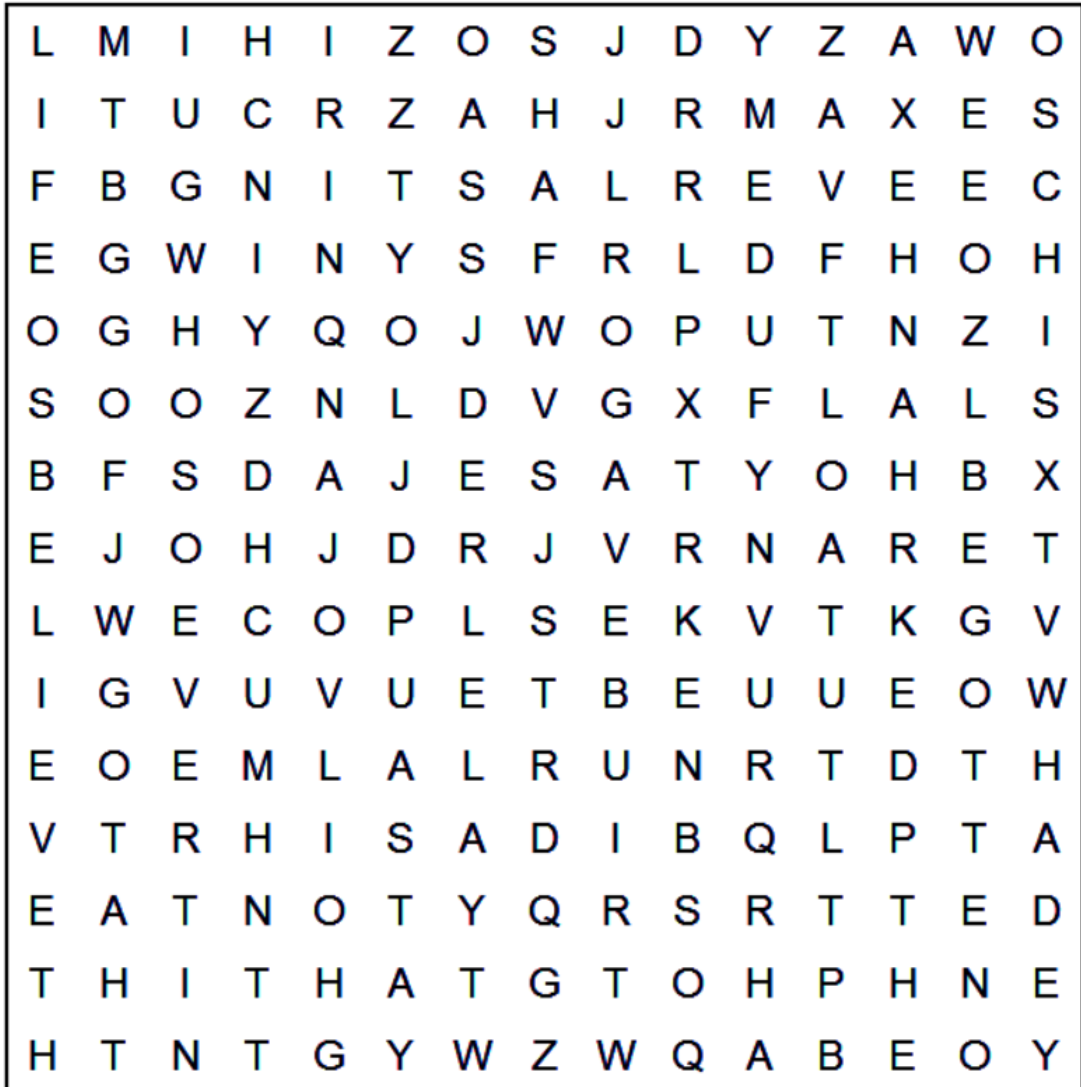 L M I H I Z O S J D Y Z A W O
I T U C R Z A H J R M A X E S
F B G N I T S A L R E V E E C
E G W I N Y S F R L D F H O H
O G H Y Q O J W O P U T N Z I
S O O Z N L D V G X F L A L S
B F S D A J E S A T Y O H B X
E J O H J D R J V R N A R E T
L W E C O P L S E K V T K G V
I G V U V U E T B E U U E O W
E O E M L A L R U N R T D T H
V T R H I S A D I B Q L P T A
E A T N O T Y Q R S R T T E D
T H I T H A T G T O H P H N E
H T N T G Y W Z W Q A B E O Y